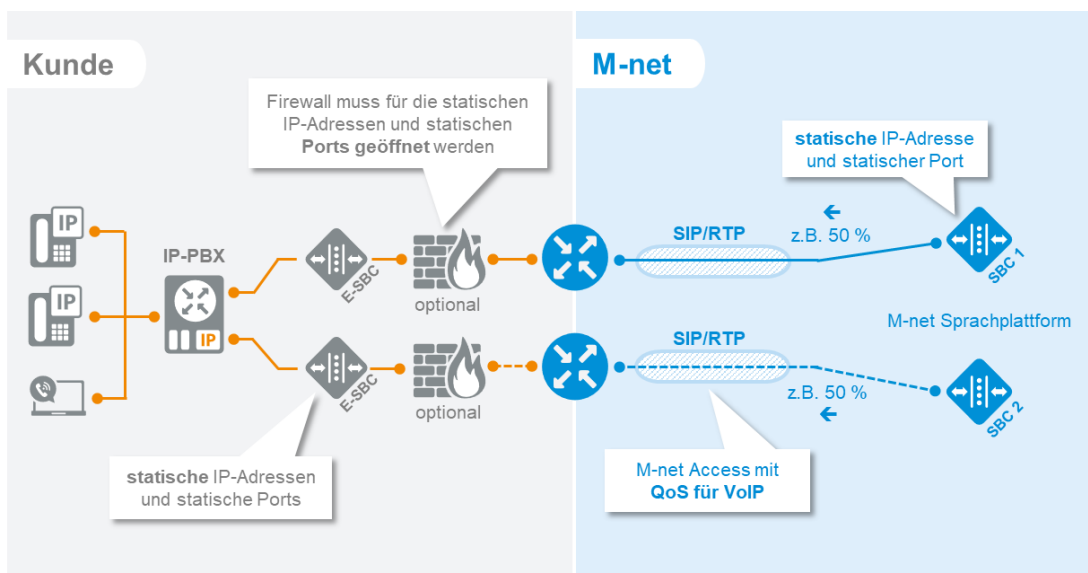 Kunde
M-net
Firewall muss für die statischen
IP-Adressen und statischen
Ports geöffnet werden
statische IP-Adresse
und statischer Port
IP
IP-PBX
E-SBC
optional
SIP/RTP
z.B. 50 %
SBC 1
IP
IP
M-net Sprachplattform
E-SBC
optional
SIP/RTP
z.B. 50 %
SBC 2
statische IP-Adressen
und statische Ports
M-net Access mit
QoS für VoIP